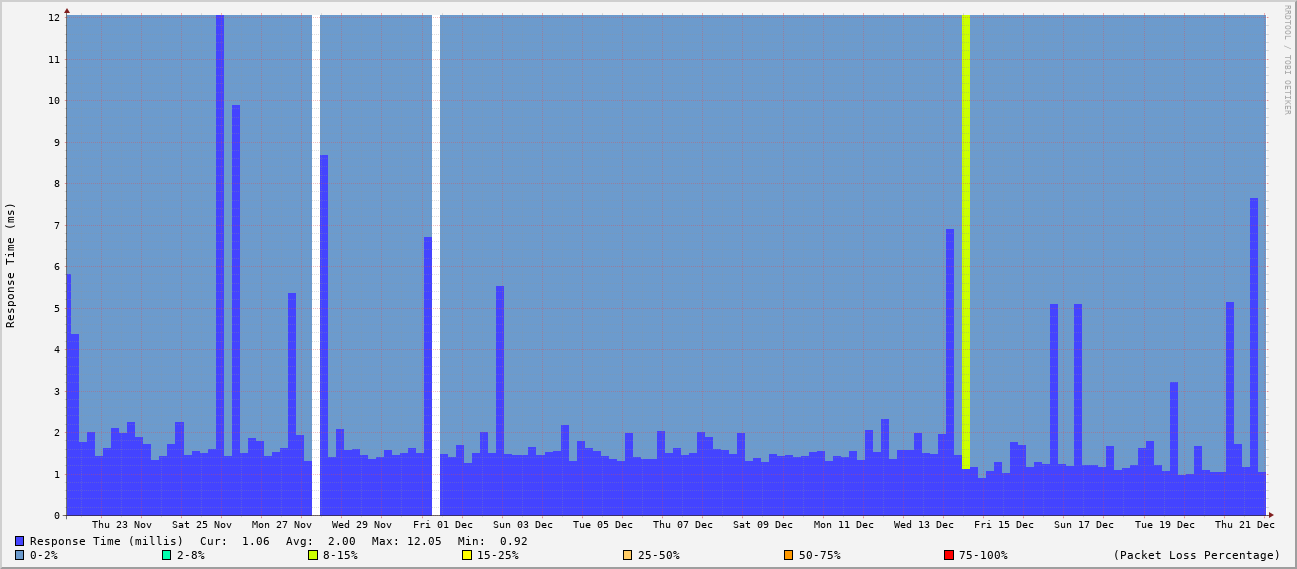 12
11
10
9
8
7
6
5
4
3
2
1
0
Response Time (ms)
RRDTOOL / TOBI OETIKER
Thu 23 Nov Sat 25 Nov Mon 27 Nov Wed 29 Nov Fri 01 Dec Sun 03 Dec Tue 05 Dec Thu 07 Dec Sat 09 Dec Mon 11 Dec Wed 13 Dec Fri 15 Dec Sun 17 Dec Tue 19 Dec Thu 21 Dec
Response Time (millis) Cur: 1.06 Avg: 2.00 Max: 12.05 Min: 0.92
0-2% 2-8% 8-15% 15-25% 25-50% 50-75% 75-100% (Packet Loss Percentage)